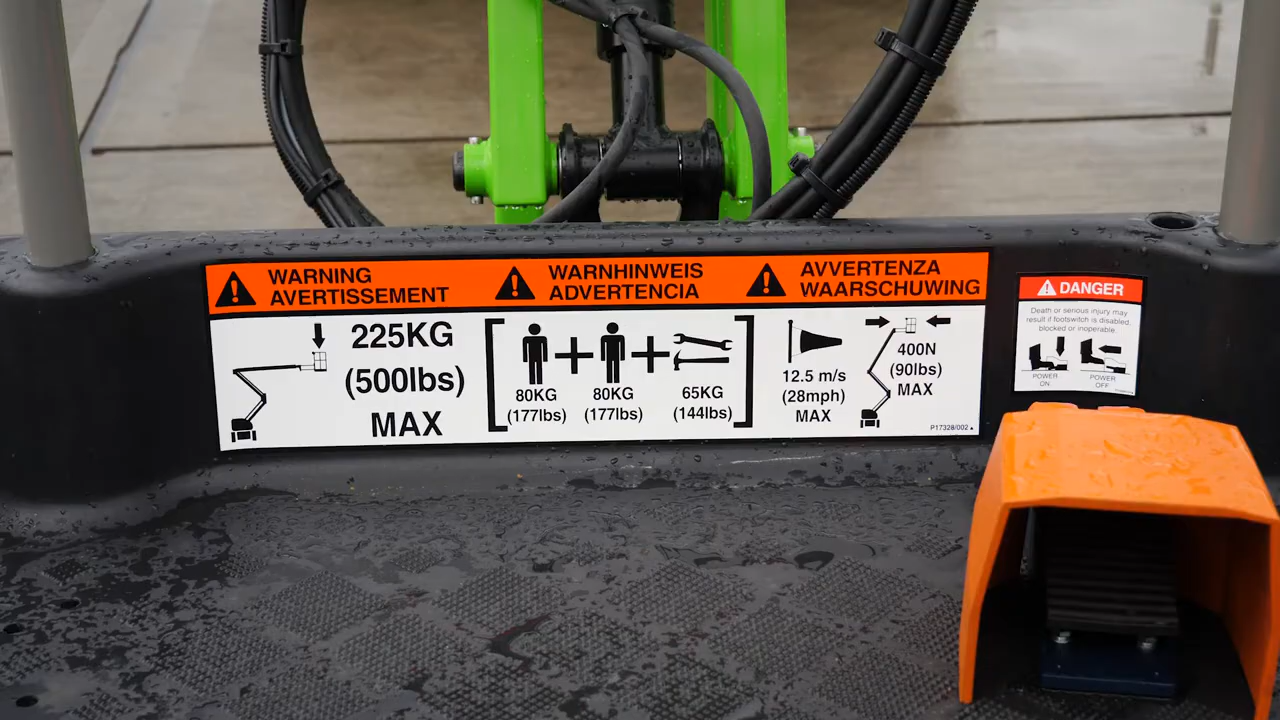 WARNING
AVERTISSEMENT
WARNHINWEIS
ADVERTENCIA
AVVERTENZA
WAARSCHUWING
225KG
(500lbs)
MAX
80KG
(177lbs)
80KG
(177lbs)
65KG
(144lbs)
12.5 m/s
(28mph)
MAX
400N
(90lbs)
MAX
P17328/002
DANGER
Death or serious injury may
result if footswitch is disabled,
blocked or inoperable.
POWER
ON
POWER
OFF